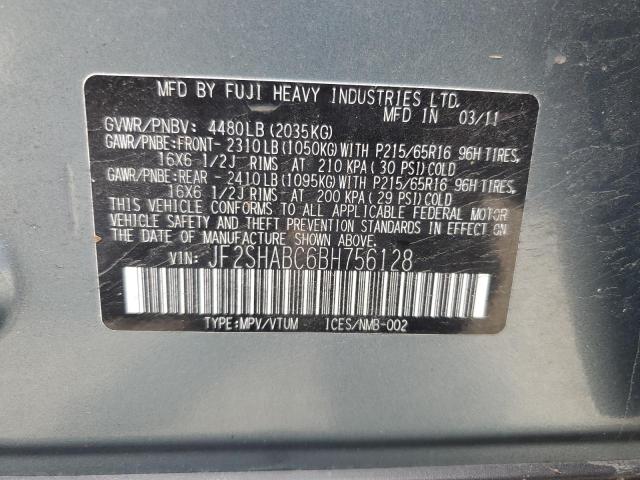 MFD BY FUJI HEAVY INDUSTRIES LTD.
MFD IN 03/11
GVWR/PNBV: 4480LB(2035KG)
GAWR/PNBE:FRONT- 2310LB(1050KG)WITH P215/65R16 96H TIRES,
16X6 1/2J RIMS AT 210 KPA(30 PSI)COLD
GAWR/PNBE:REAR - 2410LB(1095KG)WITH P215/65R16 96H TIRES,
16X6 1/2J RIMS AT 200 KPA(29 PSI)COLD
THIS VEHICLE CONFORMS TO ALL APPLICABLE FEDERAL MOTOR
VEHICLE SAFETY AND THEFT PREVENTION STANDARDS IN EFFECT ON
THE DATE OF MANUFACTURE SHOWN ABOVE.
VIN: JF2SHABC6BH756128
TYPE:MPV/VTUM ICES/NMB-002